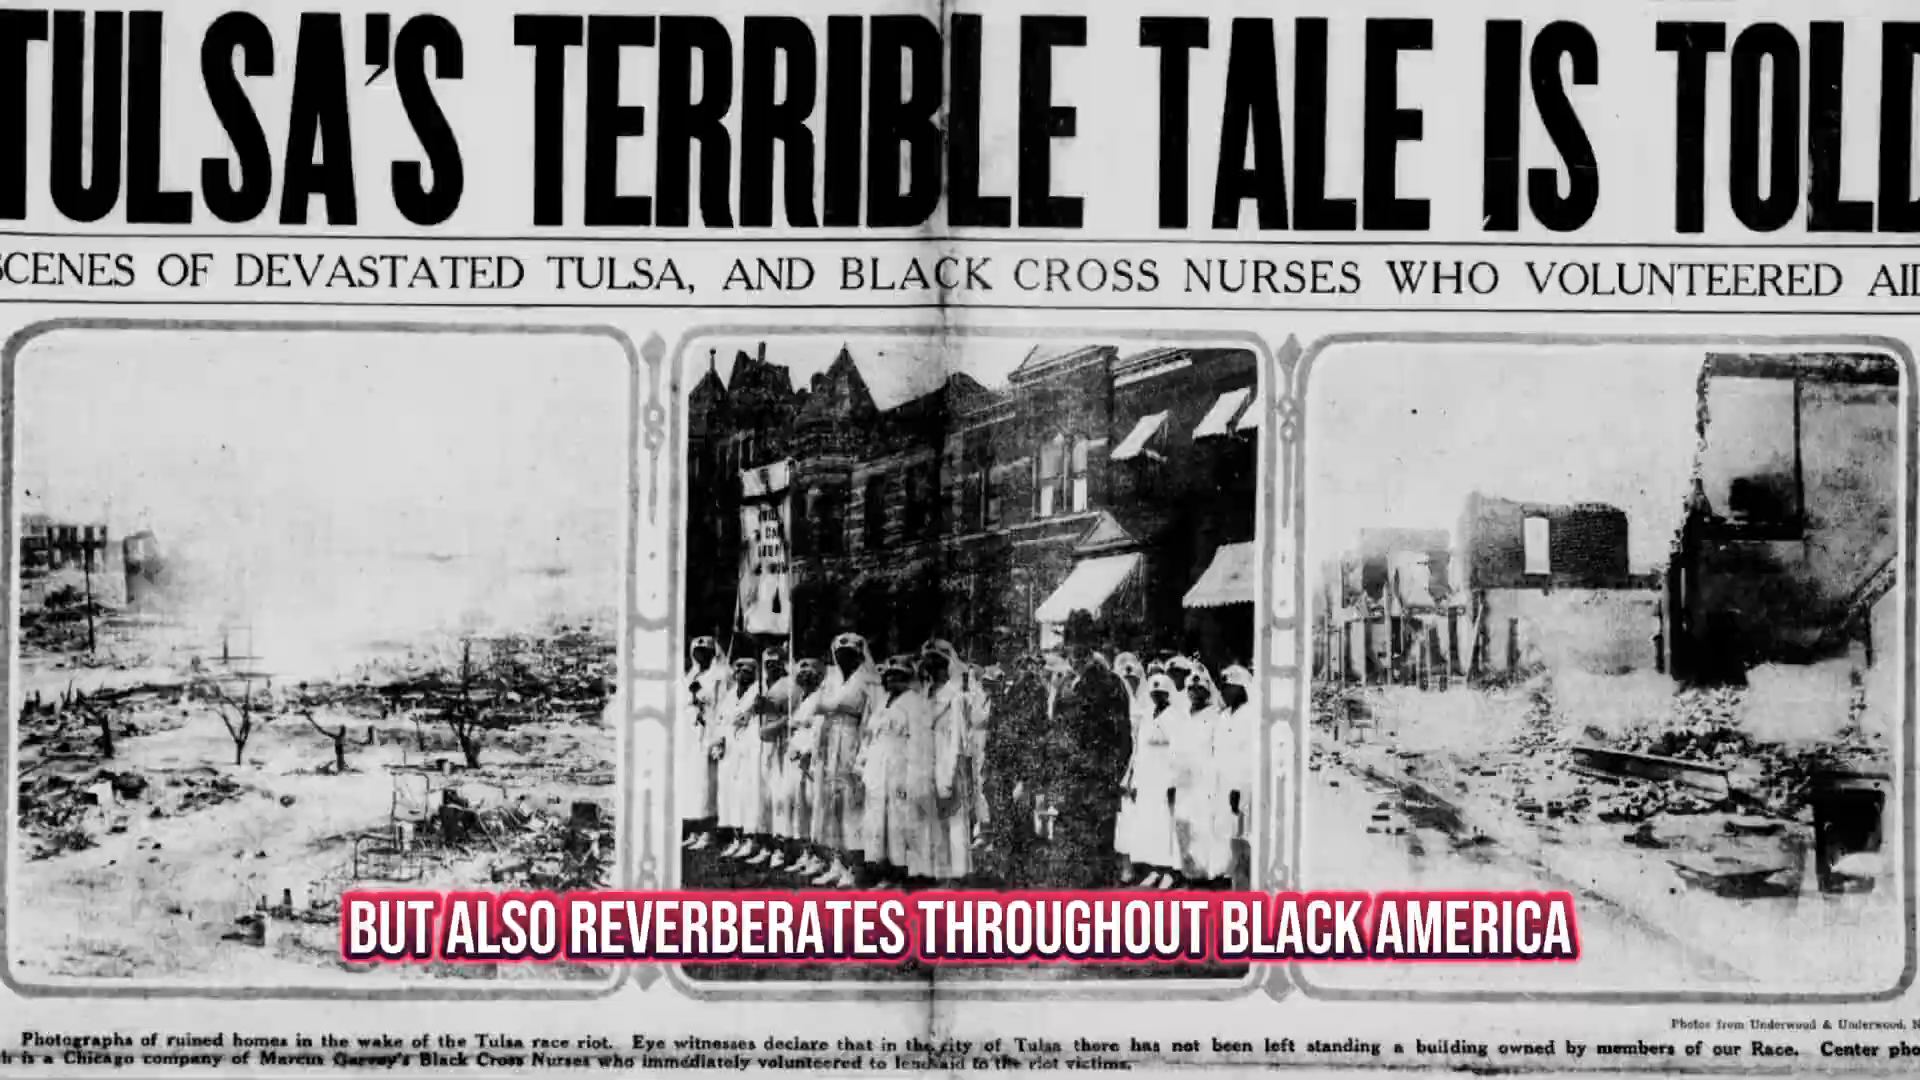 TULSA'S TERRIBLE TALE IS TOLD
SCENES OF DEVASTATED TULSA, AND BLACK CROSS NURSES WHO VOLUNTEERED AID
BUT ALSO REVERBERATES THROUGHOUT BLACK AMERICA
Photos from Underwood & Underwood, N
Photographs of ruined homes in the wake of the Tulsa race riot. Eye witnesses declare that in the city of Tulsa there has not been left standing a building owned by members of our Race. Center pho
h is a Chicago company of Marcus Garvey's Black Cross Nurses who immediately volunteered to lend aid to the riot victims.